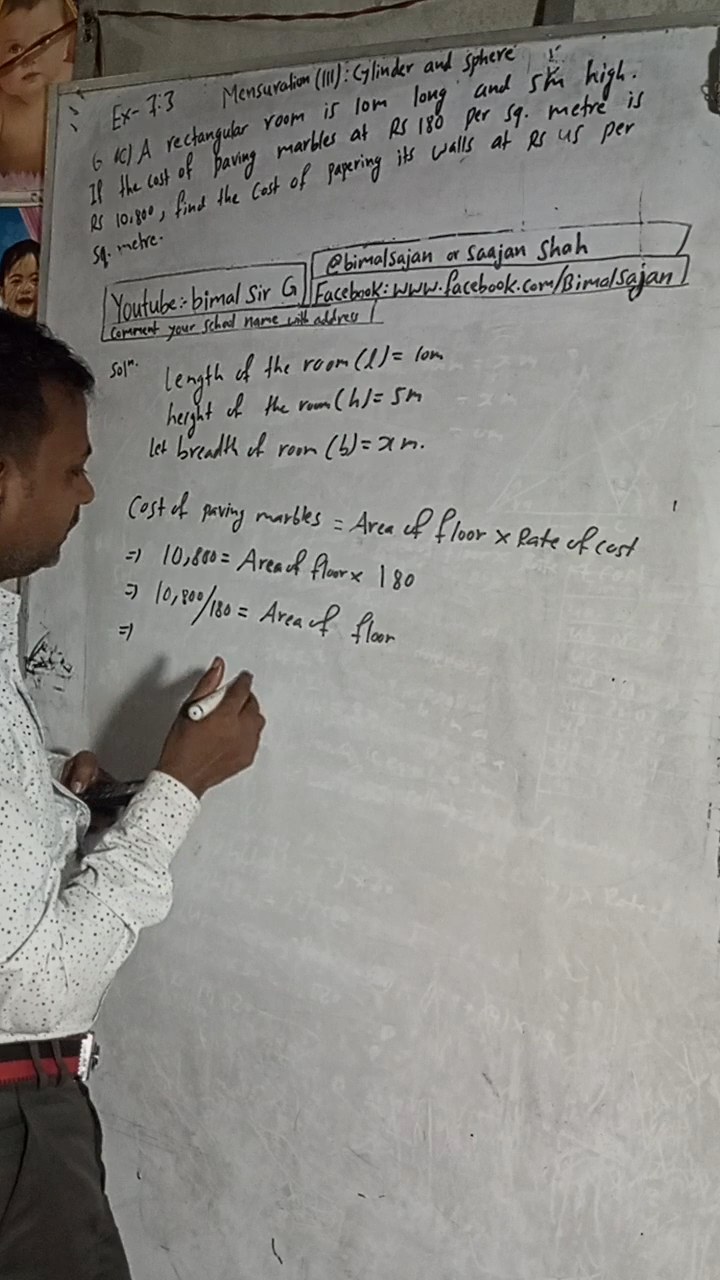 Ex- 7.3 Mensuration (III): Cylinder and sphere
6 (c) A rectangular room is 10m long and 5m high.
If the cost of paving marbles at Rs 180 per sq. metre is
Rs 10,800, find the cost of papering its walls at Rs 45 per
sq. metre.
Youtube:- bimal Sir G
@bimalsajan or Saajan Shah
Facebook: www.facebook.com/Bimalsajan
Comment your school name with address
Solⁿ.
Length of the room (l) = 10m
height of the room (h) = 5m
let breadth of room (b) = x m.
Cost of paving marbles = Area of floor × Rate of cost
=> 10,800 = Area of floor × 180
=> 10,800/180 = Area of floor
=>